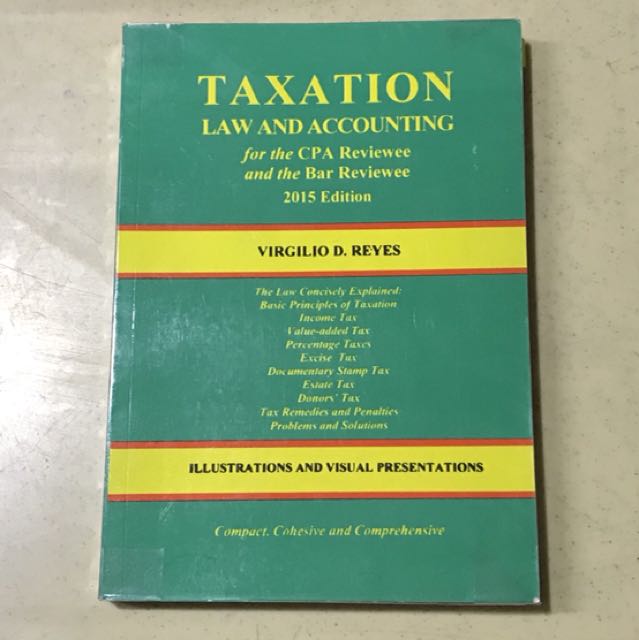 TAXATION
LAW AND ACCOUNTING
for the CPA Reviewee
and the Bar Reviewee
2015 Edition
VIRGILIO D. REYES
The Law Concisely Explained:
Basic Principles of Taxation
Income Tax
Value-added Tax
Percentage Taxes
Excise Tax
Documentary Stamp Tax
Estate Tax
Donors' Tax
Tax Remedies and Penalties
Problems and Solutions
ILLUSTRATIONS AND VISUAL PRESENTATIONS
Compact, Cohesive and Comprehensive